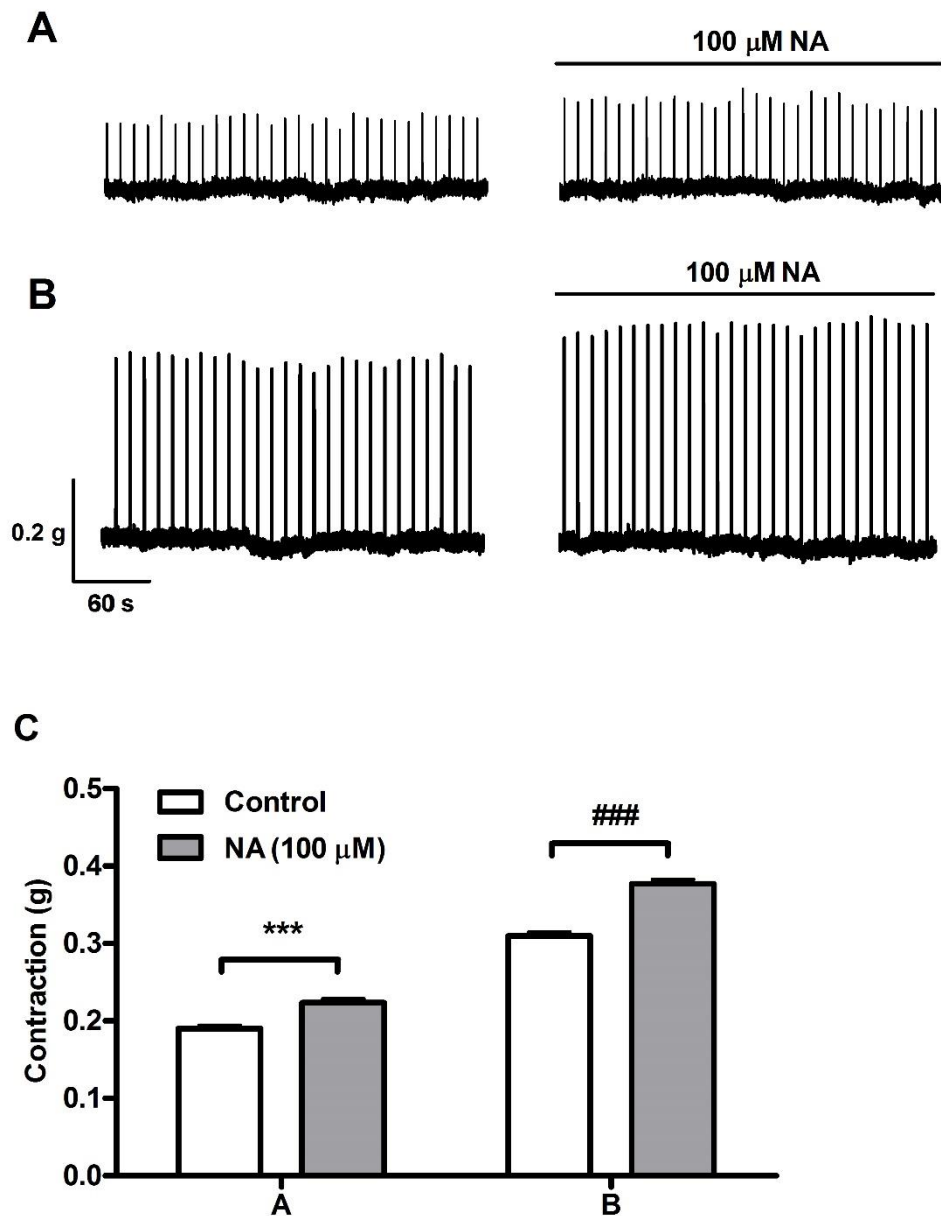 A
100 μM NA
B
100 μM NA
0.2 g
60 s
C
0.5
0.4
0.3
0.2
0.1
0.0
Contraction (g)
Control
NA (100 μM)
***
###
A
B